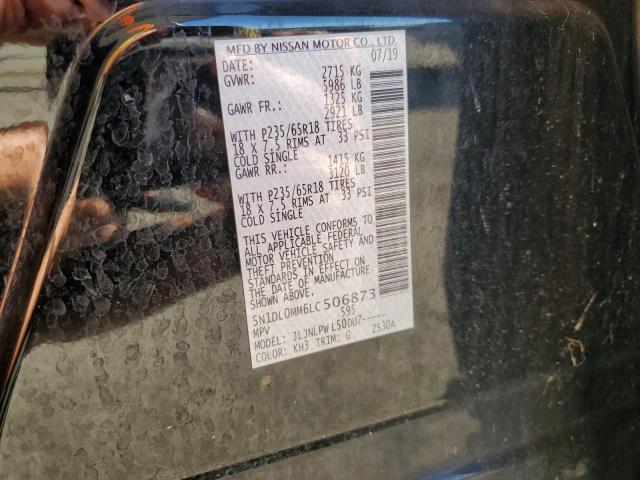 MFD BY NISSAN MOTOR CO., LTD.
DATE: 07/19
GVWR: 2715 KG
5986 LB
GAWR FR.: 1325 KG
2921 LB
WITH P235/65R18 TIRES
18 X 7.5 RIMS AT 33 PSI
COLD SINGLE
GAWR RR.: 1415 KG
3120 LB
WITH P235/65R18 TIRES
18 X 7.5 RIMS AT 33 PSI
COLD SINGLE
THIS VEHICLE CONFORMS TO
ALL APPLICABLE FEDERAL
MOTOR VEHICLE SAFETY AND
THEFT PREVENTION
STANDARDS IN EFFECT ON
THE DATE OF MANUFACTURE
SHOWN ABOVE.
5N1DL0MM6LC506873
MPV 595
MODEL: JLJNLPWL50DU7-----
COLOR: KH3 TRIM: G ZS30A